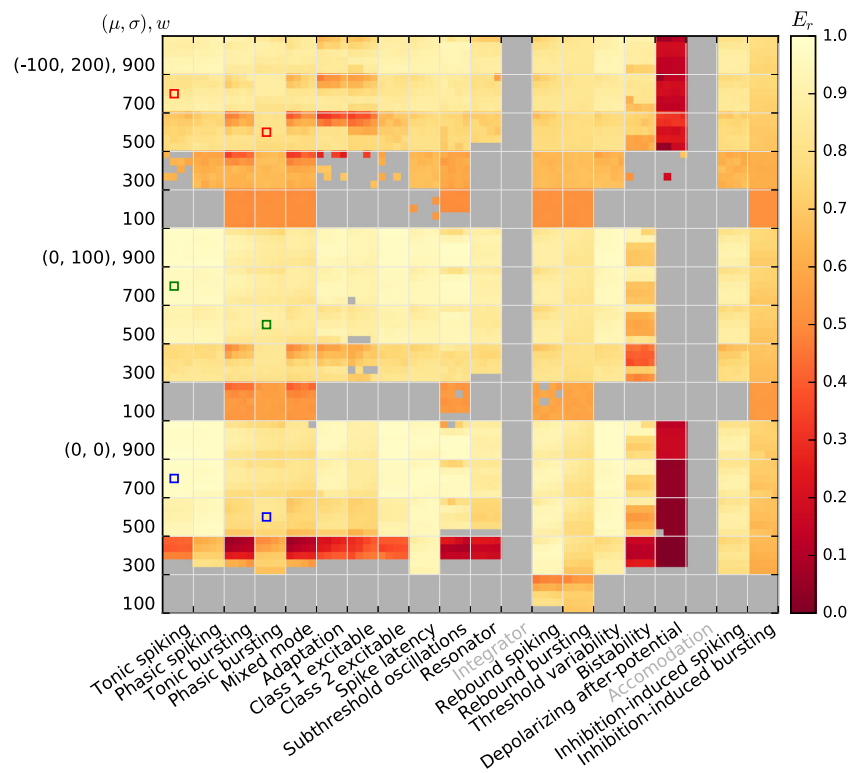 (μ, σ), w
E_r
(-100, 200), 900
700
500
300
100
(0, 100), 900
700
500
300
100
(0, 0), 900
700
500
300
100
1.0
0.9
0.8
0.7
0.6
0.5
0.4
0.3
0.2
0.1
0.0
Tonic spiking
Phasic spiking
Tonic bursting
Phasic bursting
Mixed mode
Adaptation
Class 1 excitable
Class 2 excitable
Spike latency
Subthreshold oscillations
Resonator
Integrator
Rebound spiking
Rebound bursting
Threshold variability
Bistability
Depolarizing after-potential
Accomodation
Inhibition-induced spiking
Inhibition-induced bursting